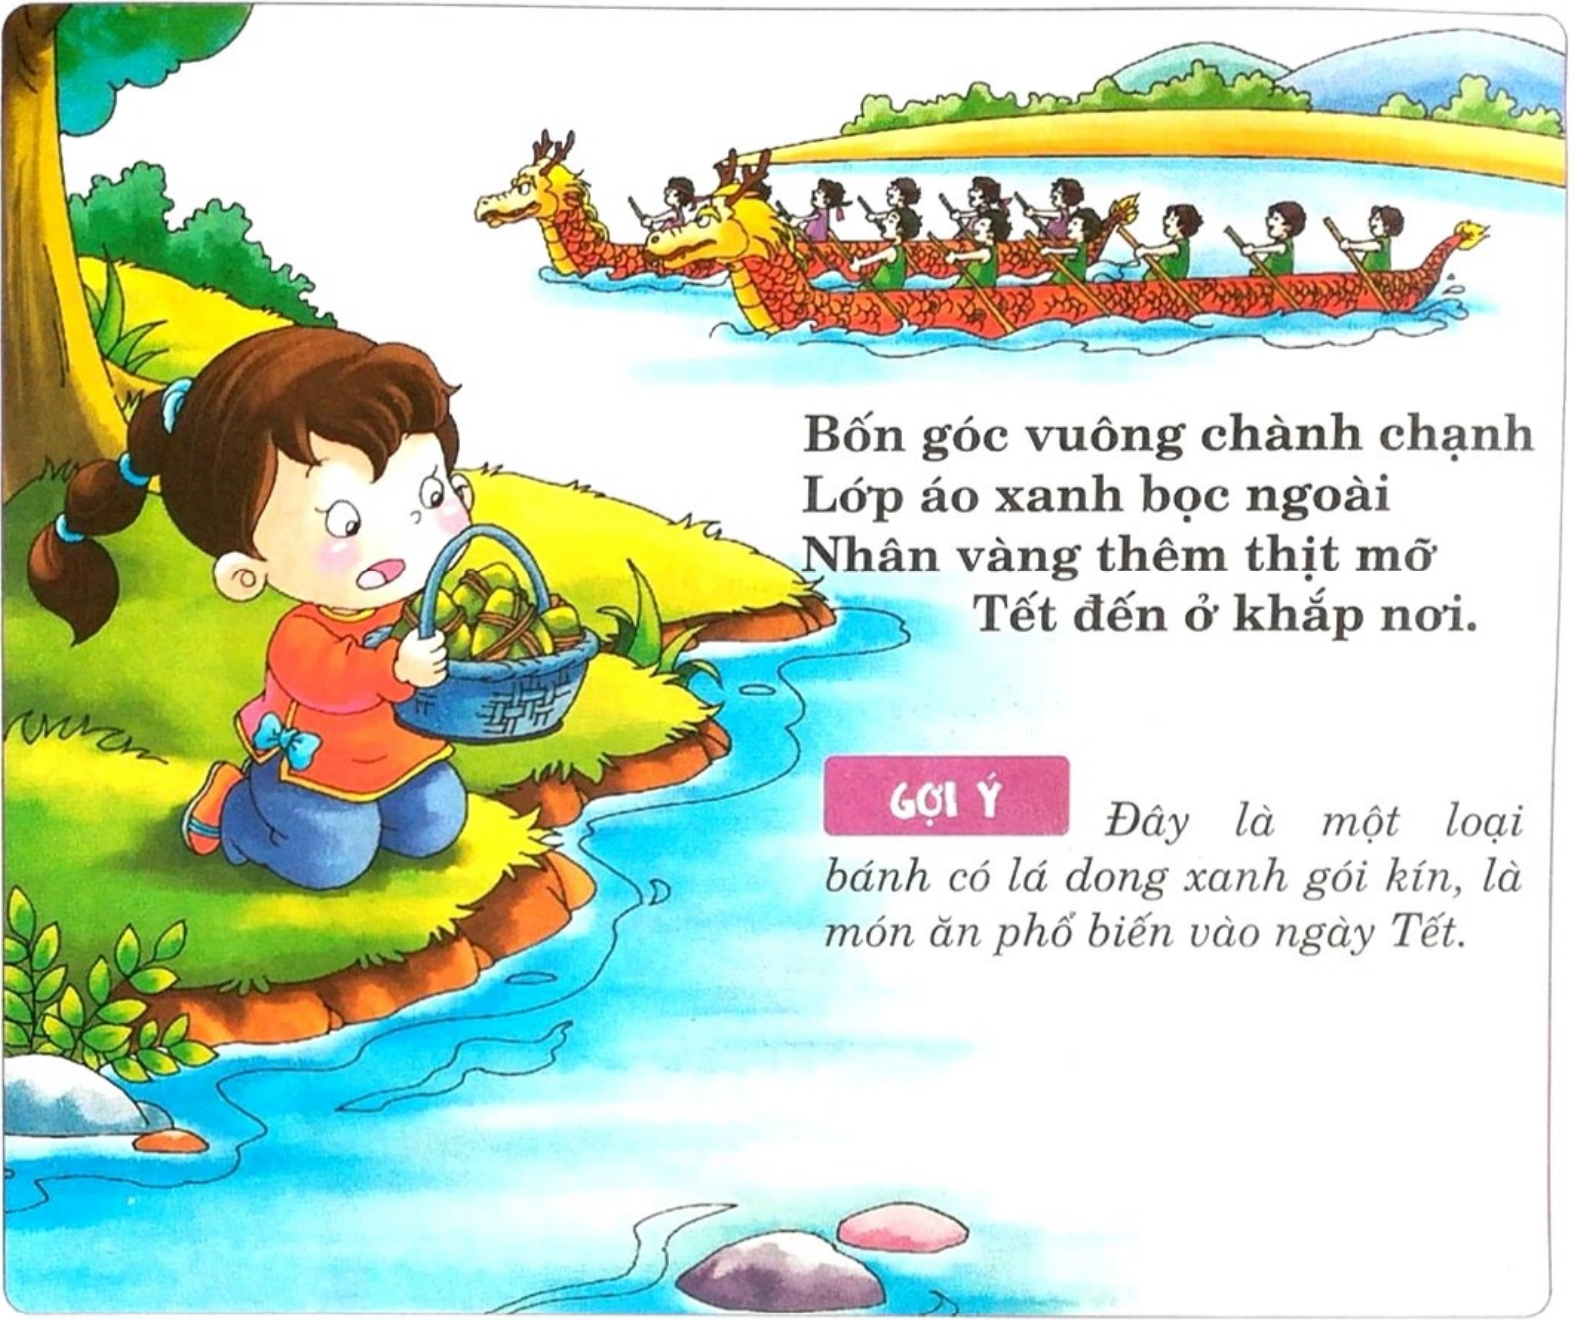 Bốn góc vuông chành chạnh
Lớp áo xanh bọc ngoài
Nhân vàng thêm thịt mỡ
Tết đến ở khắp nơi.
GỢI Ý
Đây là một loại
bánh có lá dong xanh gói kín, là
món ăn phổ biến vào ngày Tết.